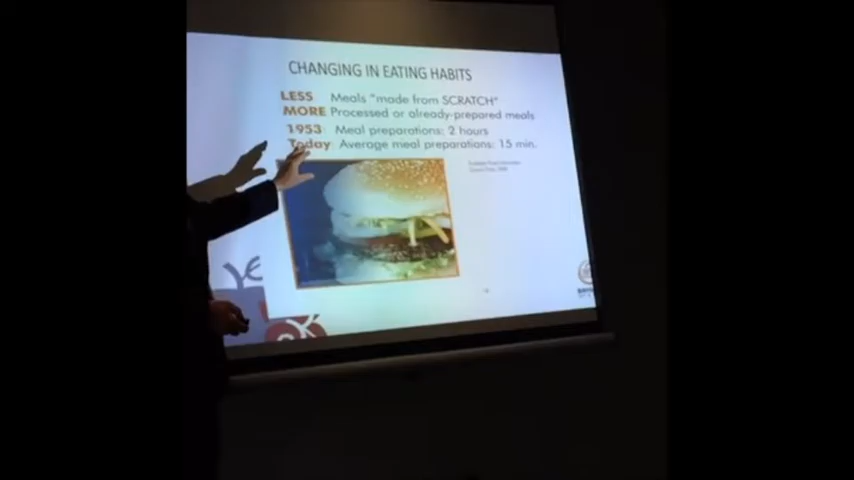 CHANGING IN EATING HABITS
LESS Meals "made from SCRATCH"
MORE Processed or already-prepared meals
1953 Meal preparations: 2 hours
Today Average meal preparations: 15 min.